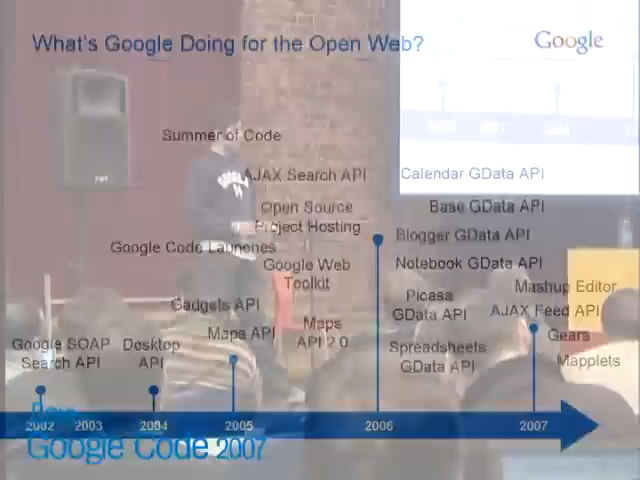 What's Google Doing for the Open Web?
Google
Summer of Code
AJAX Search API
Calendar GData API
Open Source
Project Hosting
Base GData API
Blogger GData API
Google Code Launches
Google Web
Toolkit
Notebook GData API
Mashup Editor
Gadgets API
Picasa
GData API
AJAX Feed API
Maps API
Maps
API 2.0
Gears
Google SOAP
Search API
Desktop
API
Spreadsheets
GData API
Mapplets
2002 2003 2004 2005 2006 2007
Google Code 2007